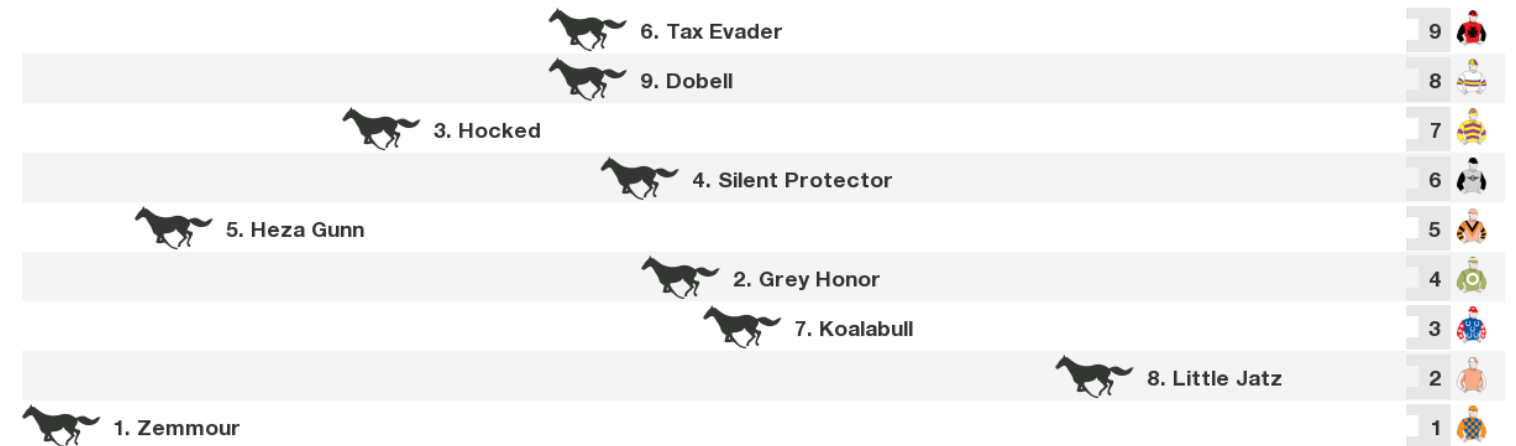 6. Tax Evader 9
9. Dobell 8
3. Hocked 7
4. Silent Protector 6
5. Heza Gunn 5
2. Grey Honor 4
7. Koalabull 3
8. Little Jatz 2
1. Zemmour 1